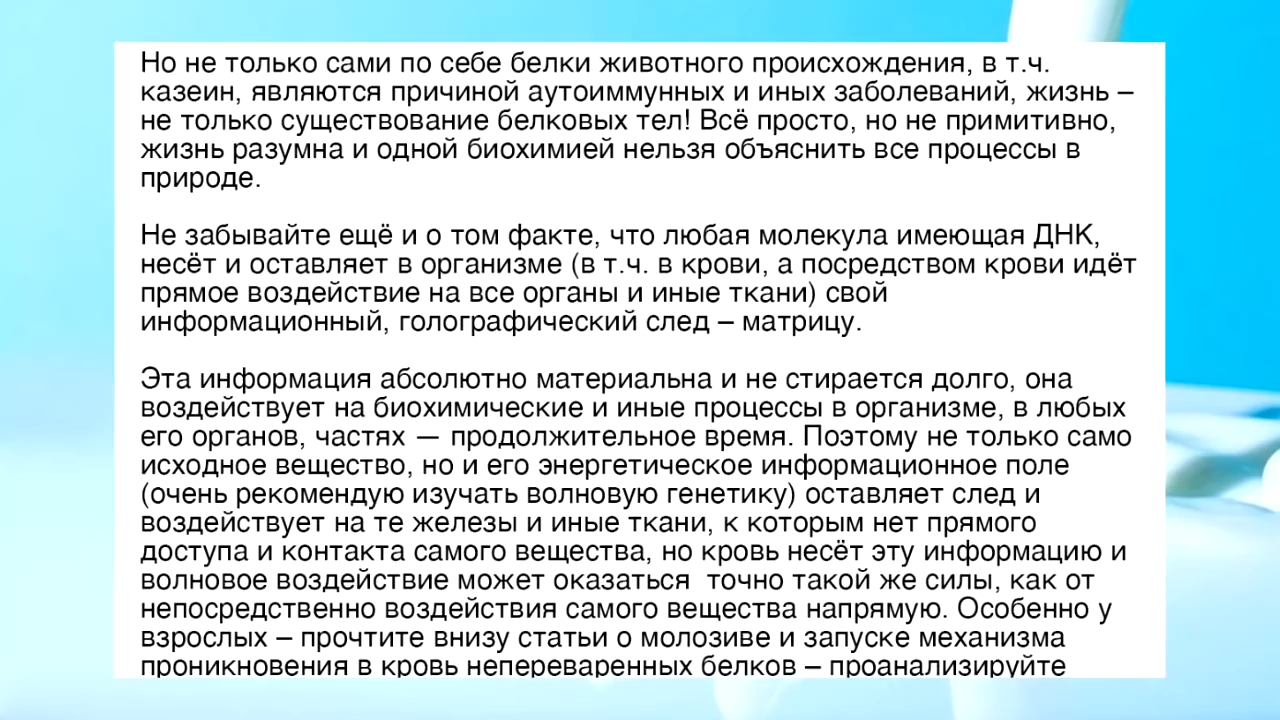 Но не только сами по себе белки животного происхождения, в т.ч.
казеин, являются причиной аутоиммунных и иных заболеваний, жизнь –
не только существование белковых тел! Всё просто, но не примитивно,
жизнь разумна и одной биохимией нельзя объяснить все процессы в
природе.
Не забывайте ещё и о том факте, что любая молекула имеющая ДНК,
несёт и оставляет в организме (в т.ч. в крови, а посредством крови идёт
прямое воздействие на все органы и иные ткани) свой
информационный, голографический след – матрицу.
Эта информация абсолютно материальна и не стирается долго, она
воздействует на биохимические и иные процессы в организме, в любых
его органов, частях — продолжительное время. Поэтому не только само
исходное вещество, но и его энергетическое информационное поле
(очень рекомендую изучать волновую генетику) оставляет след и
воздействует на те железы и иные ткани, к которым нет прямого
доступа и контакта самого вещества, но кровь несёт эту информацию и
волновое воздействие может оказаться  точно такой же силы, как от
непосредственно воздействия самого вещества напрямую. Особенно у
взрослых – прочтите внизу статьи о молозиве и запуске механизма
проникновения в кровь непереваренных белков – проанализируйте